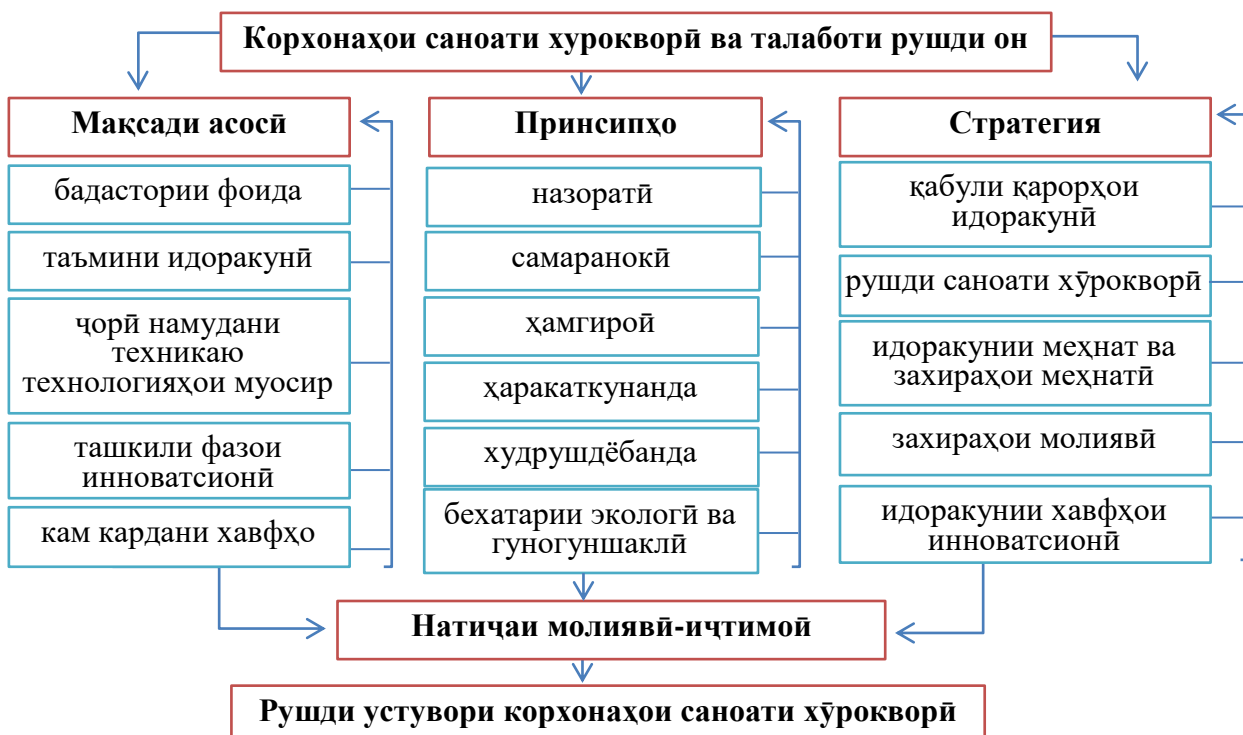 Корхонаҳои саноати хурокворӣ ва талаботи рушди он
Мақсади асосӣ
бадастории фоида
таъмини идоракунӣ
ҷорӣ намудани
техникаю
технологияҳои муосир
ташкили фазои
инноватсионӣ
кам кардани хавфҳо
Принсипҳо
назоратӣ
самаранокӣ
ҳамгироӣ
ҳаракаткунанда
худрушдёбанда
бехатарии экологӣ ва
гуногуншаклӣ
Стратегия
қабули қарорҳои
идоракунӣ
рушди саноати хӯрокворӣ
идоракунии меҳнат ва
захираҳои меҳнатӣ
захираҳои молиявӣ
идоракунии хавфҳои
инноватсионӣ
Натиҷаи молиявӣ-иҷтимоӣ
Рушди устувори корхонаҳои саноати хӯрокворӣ